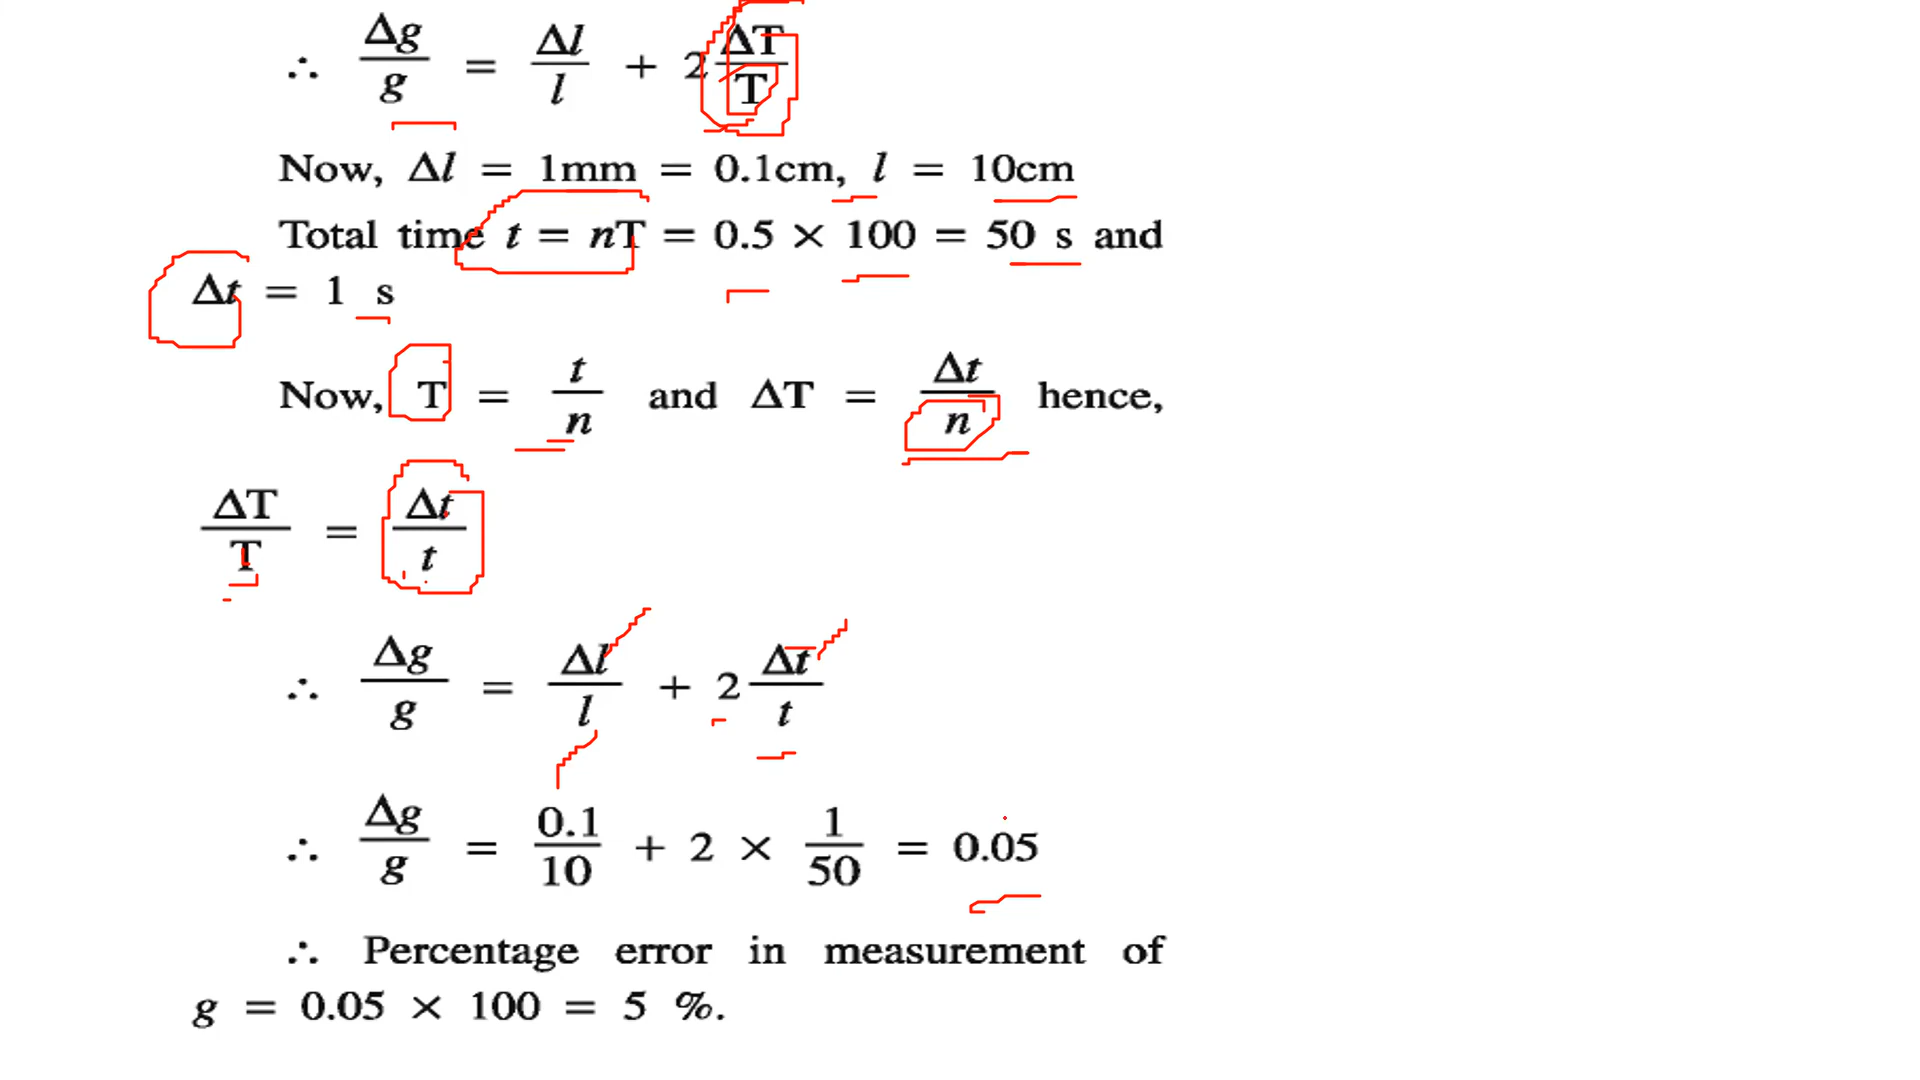 ∴ Δg/g = Δl/l + 2 ΔT/T
Now, Δl = 1mm = 0.1cm, l = 10cm
Total time t = nT = 0.5 × 100 = 50 s and
Δt = 1 s
Now, T = t/n and ΔT = Δt/n hence,
ΔT/T = Δt/t
∴ Δg/g = Δl/l + 2 Δt/t
∴ Δg/g = 0.1/10 + 2 × 1/50 = 0.05
∴ Percentage error in measurement of
g = 0.05 × 100 = 5 %.